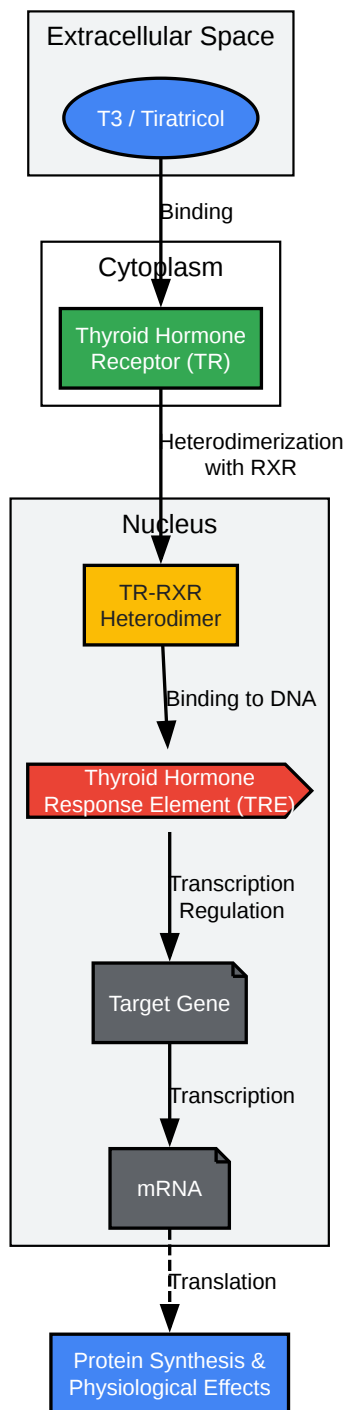 Extracellular Space
T3 / Tiratricol
Binding
Cytoplasm
Thyroid Hormone
Receptor (TR)
Heterodimerization
with RXR
Nucleus
TR-RXR
Heterodimer
Binding to DNA
Thyroid Hormone
Response Element (TRE)
Transcription
Regulation
Target Gene
Transcription
mRNA
Translation
Protein Synthesis &
Physiological Effects